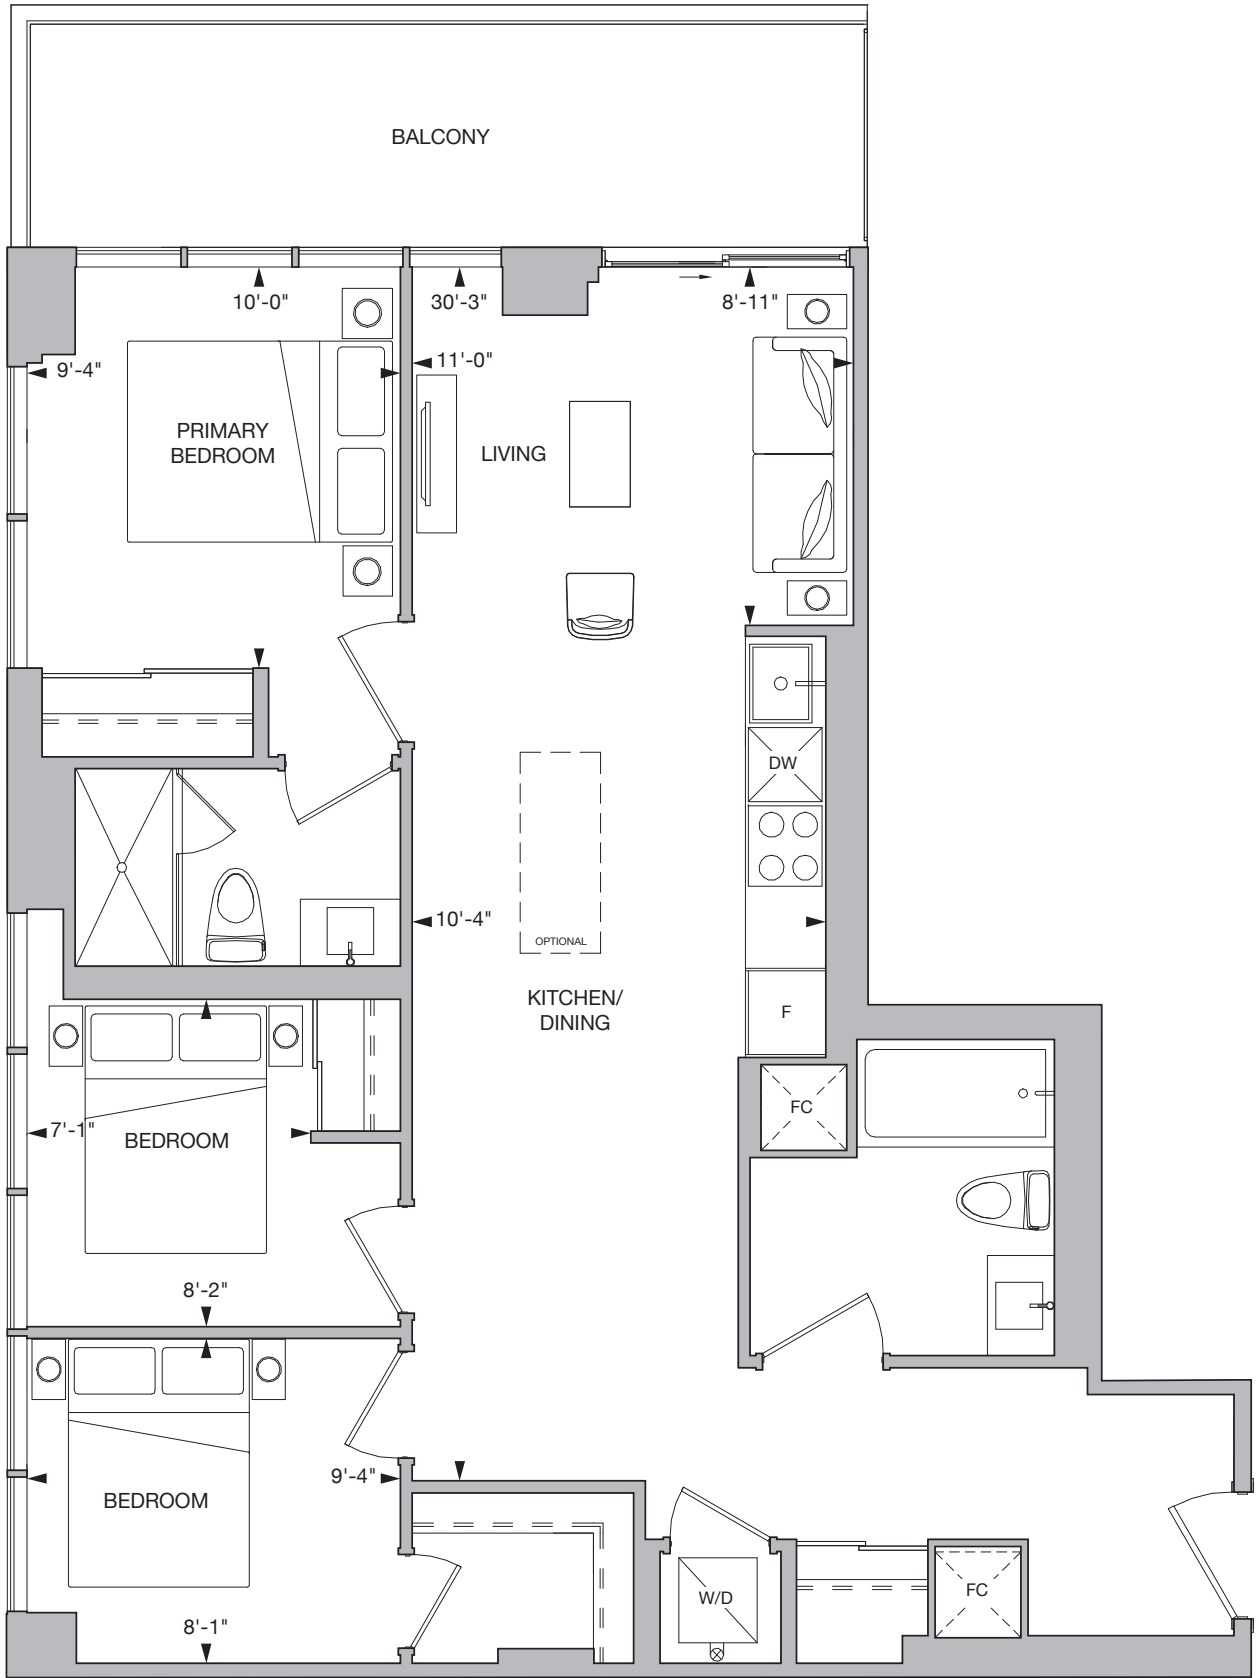 BALCONY
10'-0"
30'-3"
8'-11"
9'-4"
11'-0"
PRIMARY
BEDROOM
LIVING
DW
10'-4"
OPTIONAL
KITCHEN/
DINING
F
FC
7'-1"
BEDROOM
8'-2"
9'-4"
BEDROOM
W/D
FC
8'-1"